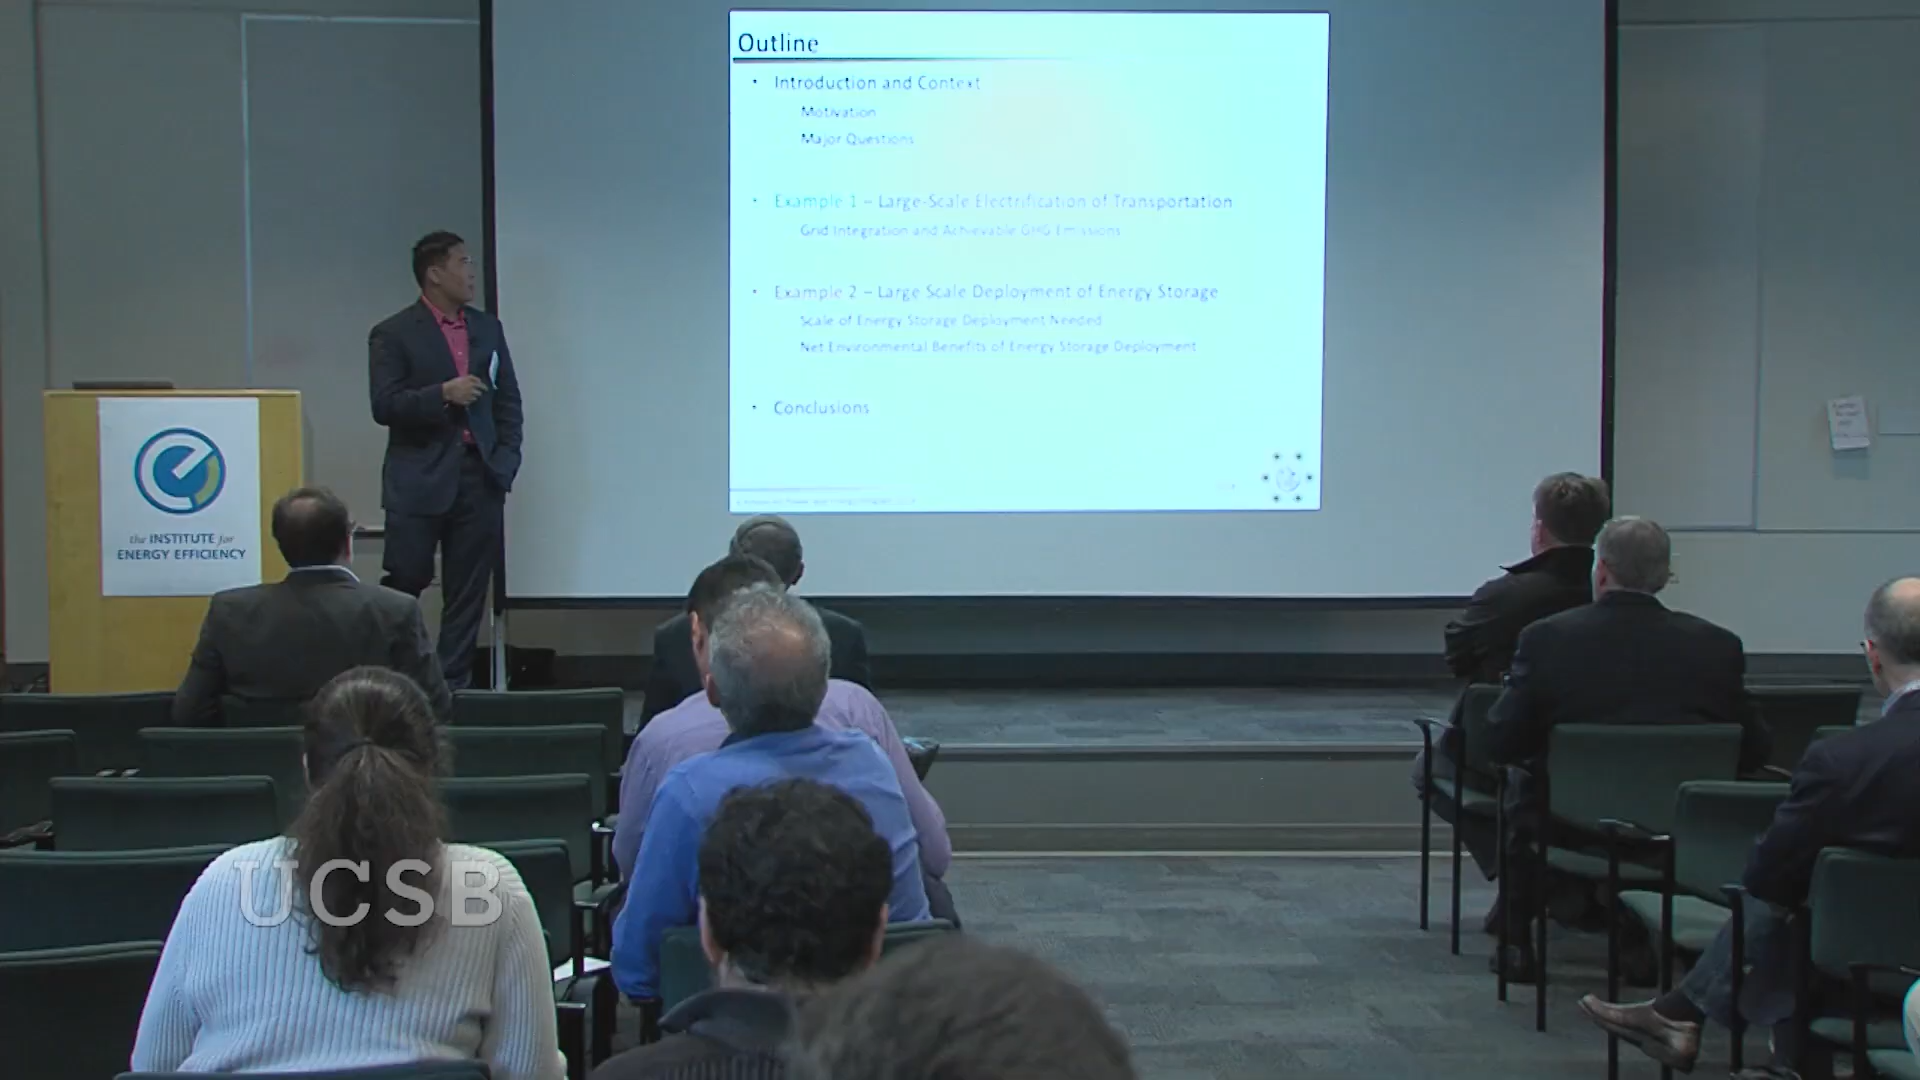 Outline
Introduction and Context
Motivation
Major Questions
Example 1 – Large-Scale Electrification of Transportation
Grid Integration and Achievable GHG Emissions
Example 2 – Large Scale Deployment of Energy Storage
Scale of Energy Storage Deployment Needed
Net Environmental Benefits of Energy Storage Deployment
Conclusions
the INSTITUTE for
ENERGY EFFICIENCY
UCSB